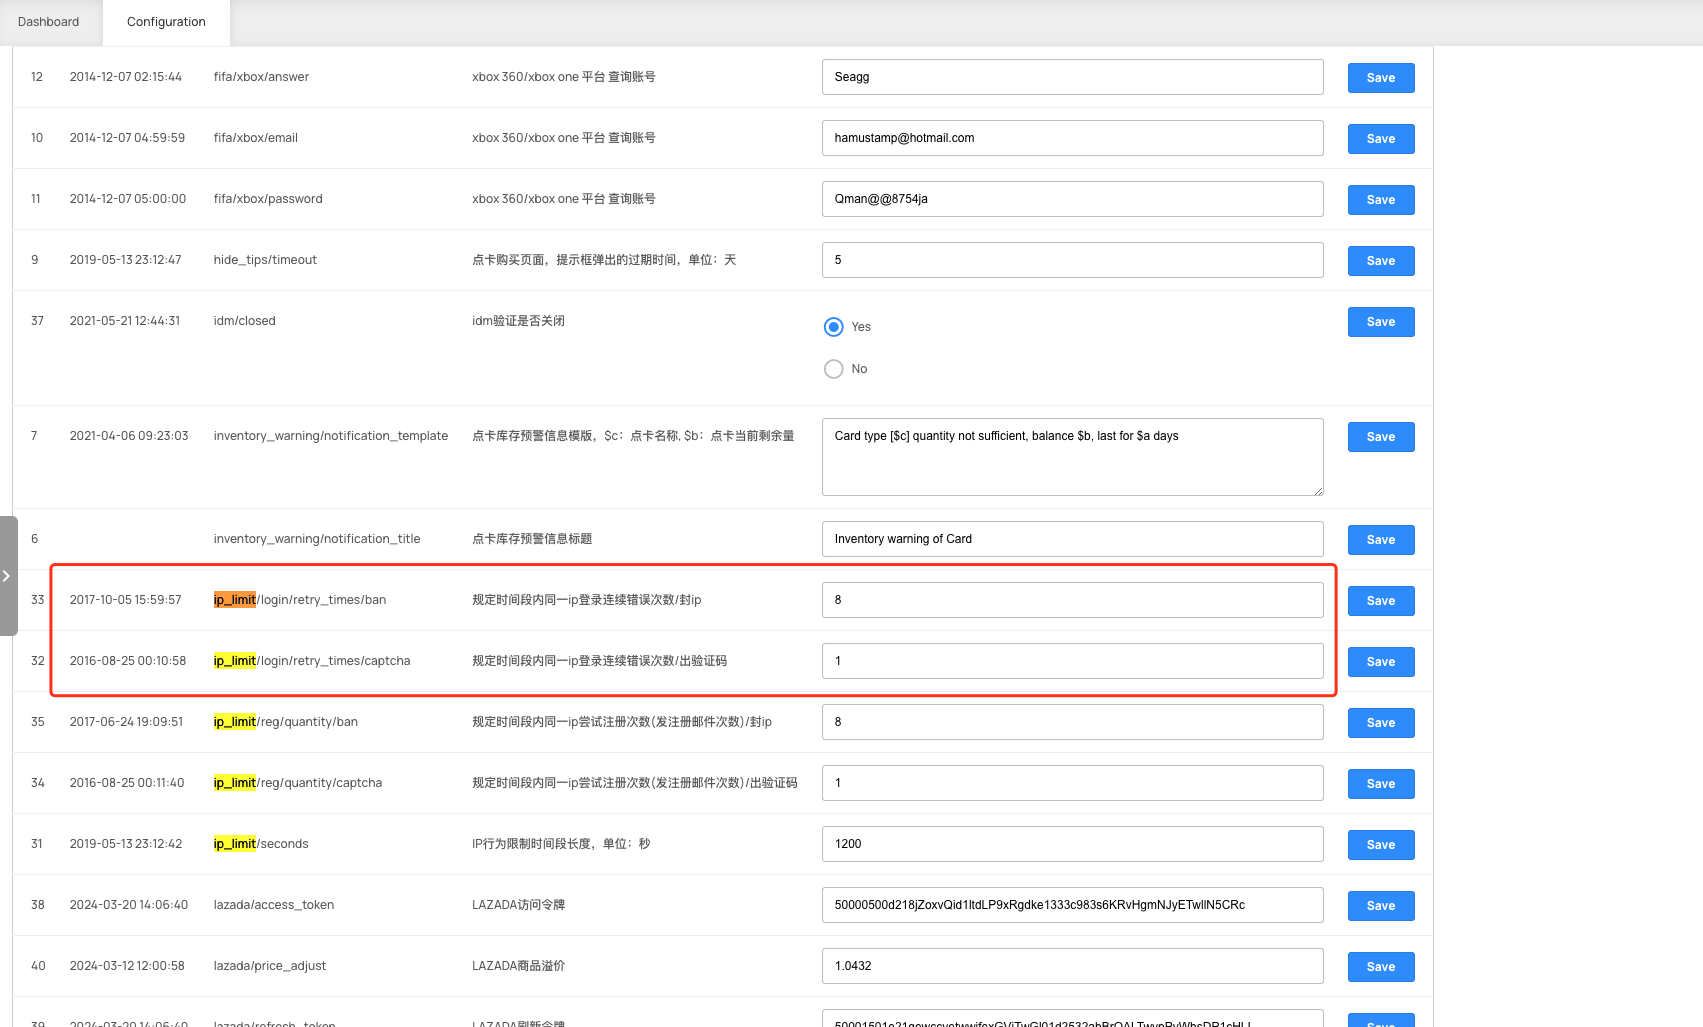 Dashboard Configuration
12 2014-12-07 02:15:44 fifa/xbox/answer xbox 360/xbox one 平台 查询账号 Seagg Save
10 2014-12-07 04:59:59 fifa/xbox/email xbox 360/xbox one 平台 查询账号 hamustamp@hotmail.com Save
11 2014-12-07 05:00:00 fifa/xbox/password xbox 360/xbox one 平台 查询账号 Qman@@8754ja Save
9 2019-05-13 23:12:47 hide_tips/timeout 点卡购买页面，提示框弹出的过期时间，单位：天 5 Save
37 2021-05-21 12:44:31 idm/closed idm验证是否关闭 Yes Save
No
7 2021-04-06 09:23:03 inventory_warning/notification_template 点卡库存预警信息模版，$c：点卡名称, $b：点卡当前剩余量 Card type [$c] quantity not sufficient, balance $b, last for $a days Save
6 inventory_warning/notification_title 点卡库存预警信息标题 Inventory warning of Card Save
33 2017-10-05 15:59:57 ip_limit/login/retry_times/ban 规定时间段内同一ip登录连续错误次数/封ip 8 Save
32 2016-08-25 00:10:58 ip_limit/login/retry_times/captcha 规定时间段内同一ip登录连续错误次数/出验证码 1 Save
35 2017-06-24 19:09:51 ip_limit/reg/quantity/ban 规定时间段内同一ip尝试注册次数(发注册邮件次数)/封ip 8 Save
34 2016-08-25 00:11:40 ip_limit/reg/quantity/captcha 规定时间段内同一ip尝试注册次数(发注册邮件次数)/出验证码 1 Save
31 2019-05-13 23:12:42 ip_limit/seconds IP行为限制时间段长度，单位：秒 1200 Save
38 2024-03-20 14:06:40 lazada/access_token LAZADA访问令牌 50000500d218jZoxvQid1ltdLP9xRgdke1333c983s6KRvHgmNJyETwllN5CRc Save
40 2024-03-12 12:00:58 lazada/price_adjust LAZADA商品溢价 1.0432 Save
39 2024-03-20 14:06:40 lazada/refresh_token LAZADA刷新令牌 Save